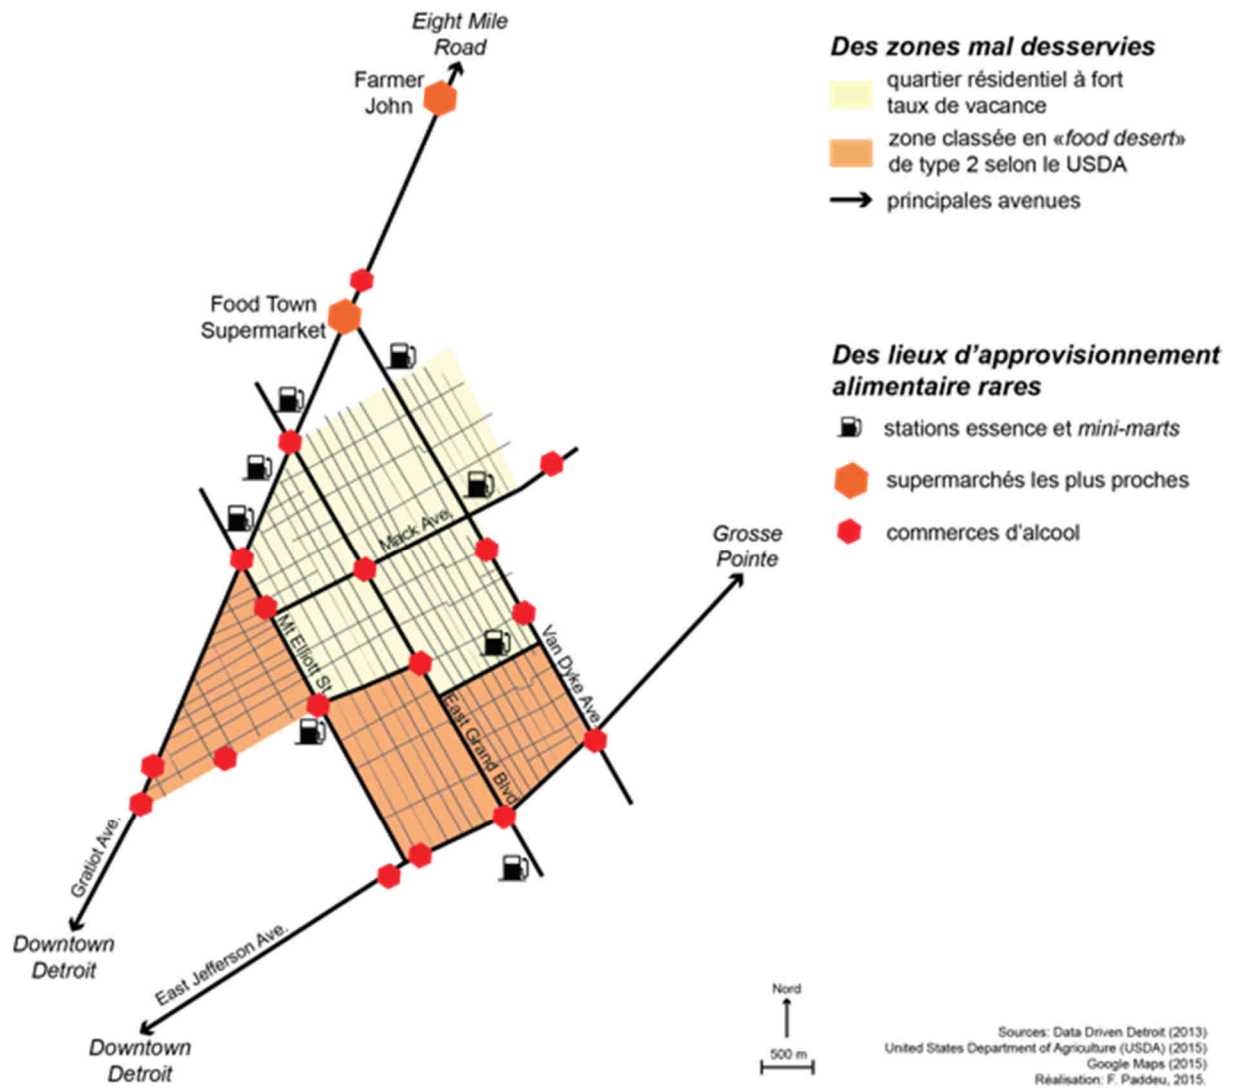 Eight Mile
Road
Farmer
John
Food Town
Supermarket
Mack Ave.
Mt Elliott St.
Van Dyke Ave.
East Grand Blvd
Grosse
Pointe
Gratiot Ave.
Downtown
Detroit
East Jefferson Ave.
Downtown
Detroit
Des zones mal desservies
quartier résidentiel à fort
taux de vacance
zone classée en «food desert»
de type 2 selon le USDA
principales avenues
Des lieux d'approvisionnement
alimentaire rares
stations essence et mini-marts
supermarchés les plus proches
commerces d'alcool
Nord
500 m
Sources: Data Driven Detroit (2013)
United States Department of Agriculture (USDA) (2015)
Google Maps (2015)
Réalisation: F. Paddeu, 2015.